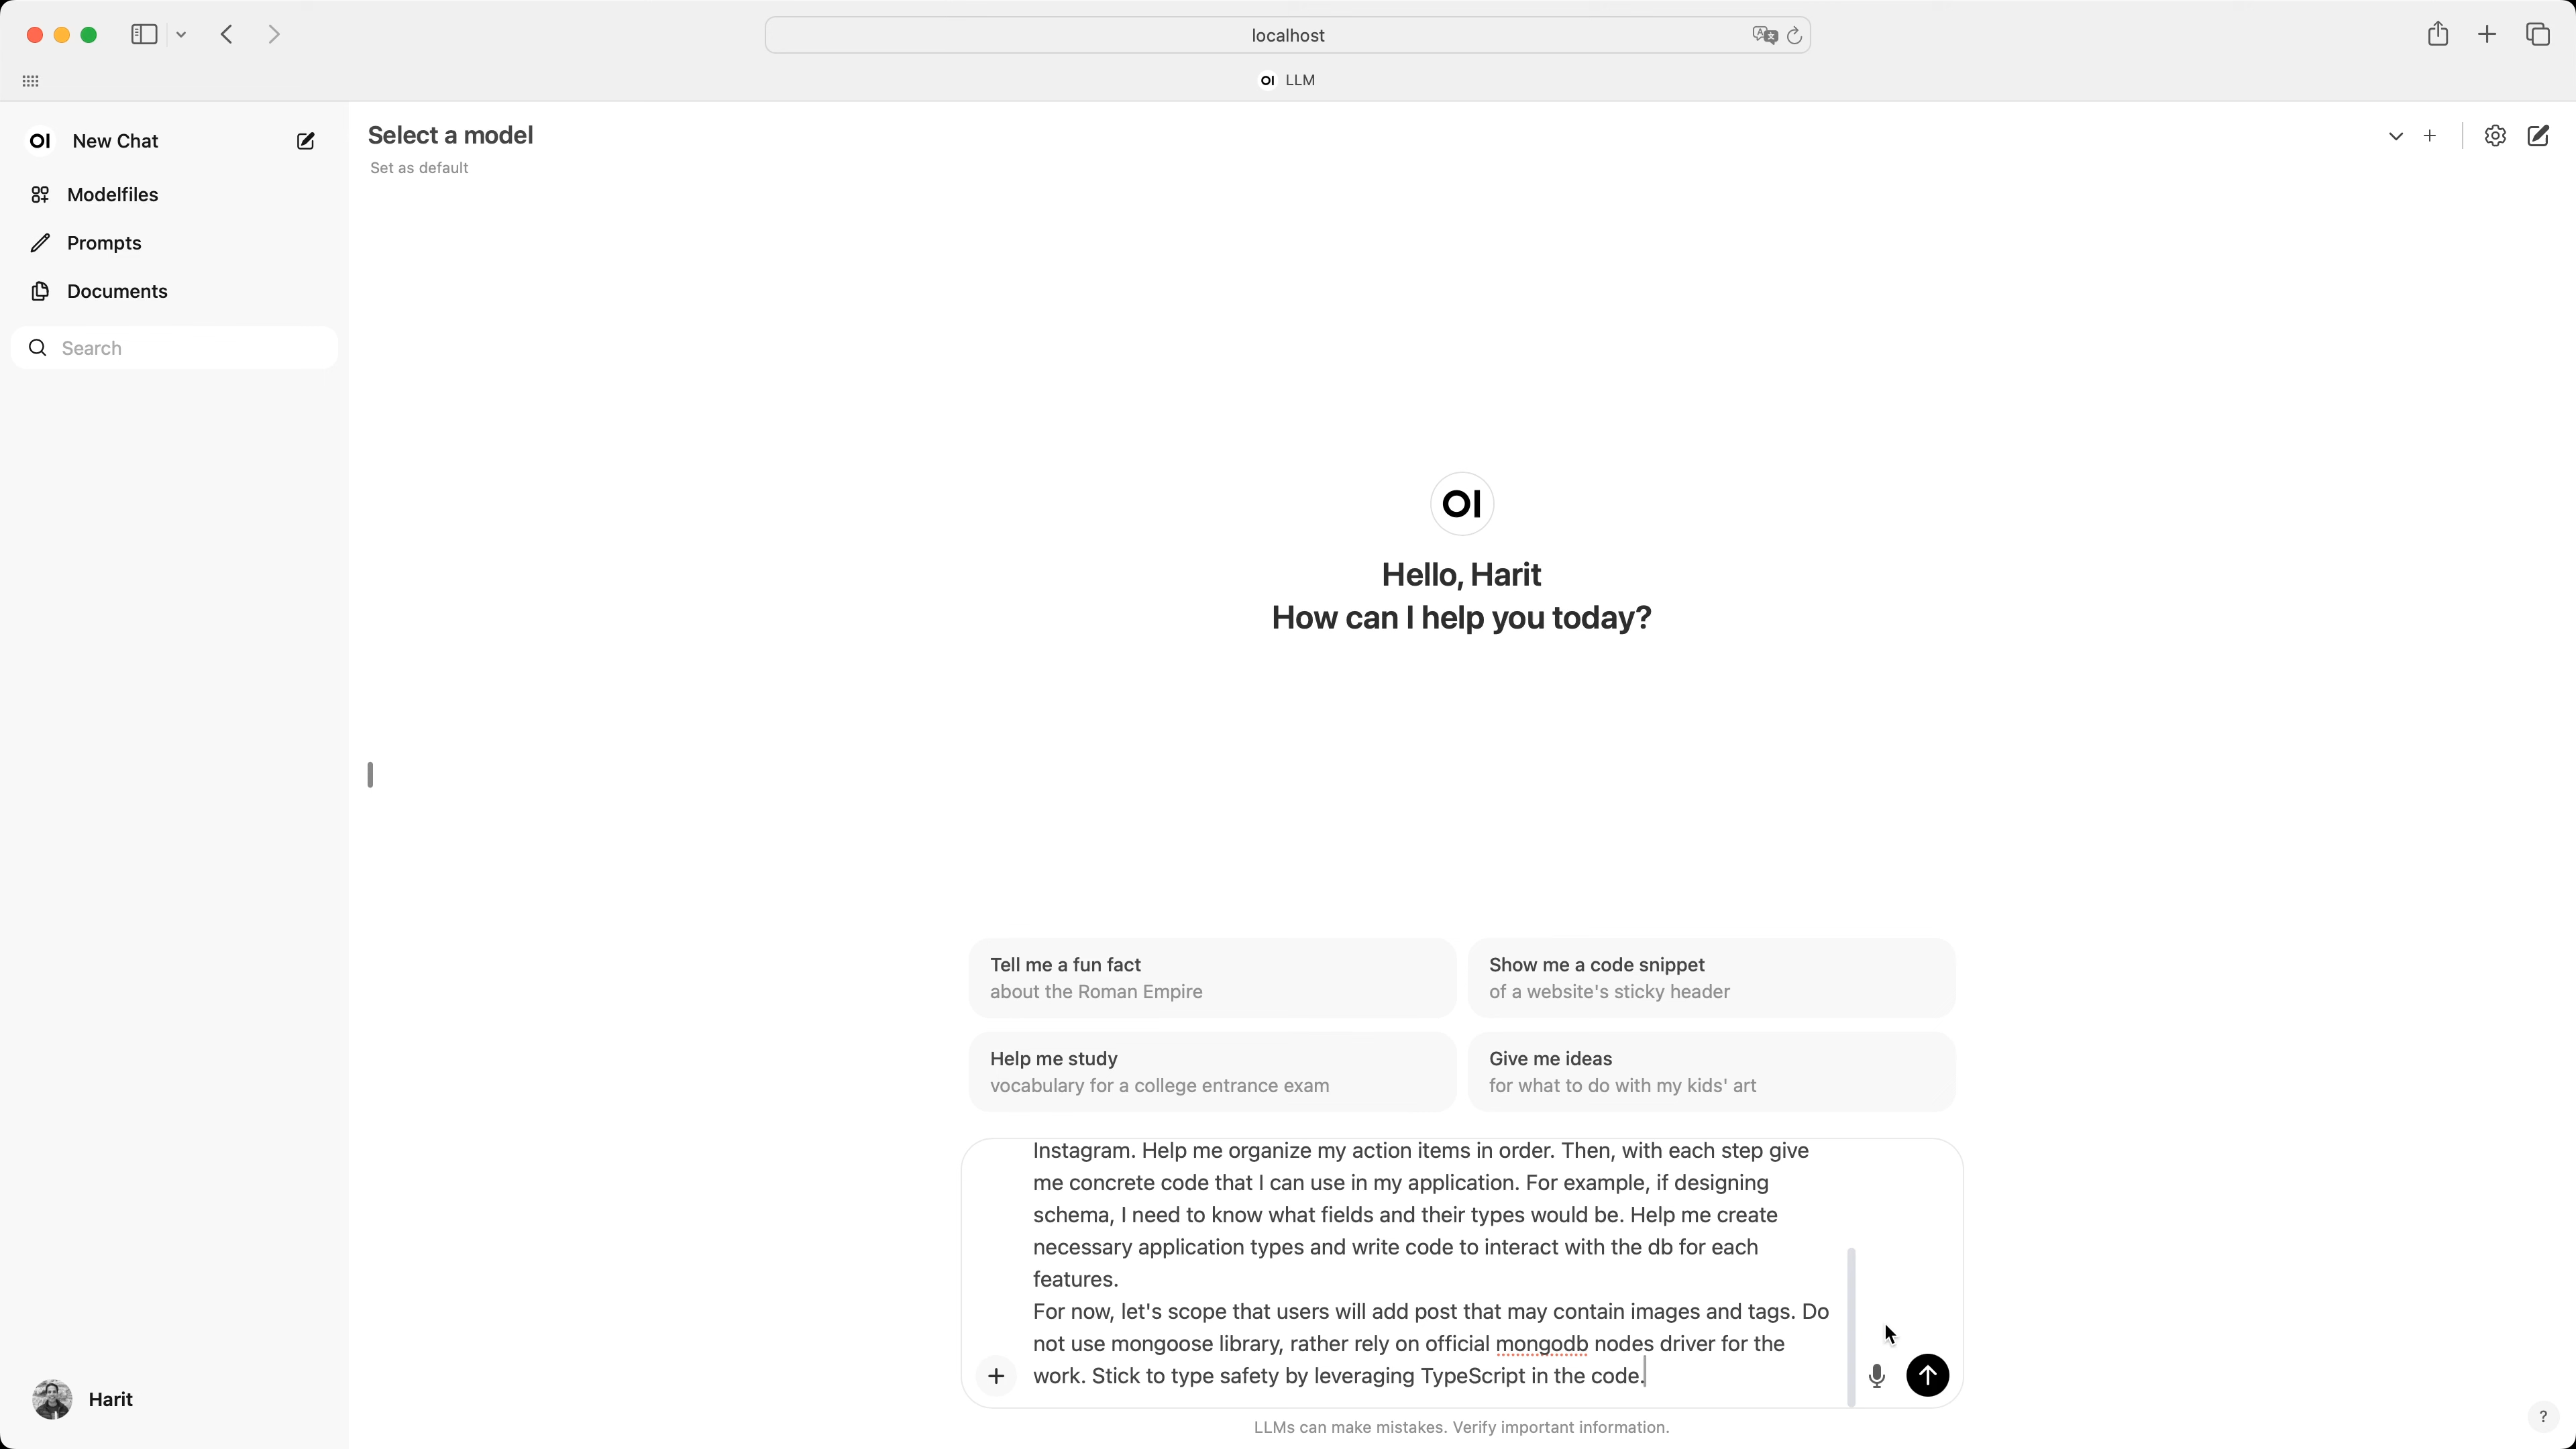 localhost
OI LLM
OI New Chat
Modelfiles
Prompts
Documents
Search
Select a model
Set as default
OI
Hello, Harit
How can I help you today?
Tell me a fun fact
about the Roman Empire
Show me a code snippet
of a website's sticky header
Help me study
vocabulary for a college entrance exam
Give me ideas
for what to do with my kids' art
Instagram. Help me organize my action items in order. Then, with each step give
me concrete code that I can use in my application. For example, if designing
schema, I need to know what fields and their types would be. Help me create
necessary application types and write code to interact with the db for each
features.
For now, let's scope that users will add post that may contain images and tags. Do
not use mongoose library, rather rely on official mongodb nodes driver for the
work. Stick to type safety by leveraging TypeScript in the code.
LLMs can make mistakes. Verify important information.
Harit
?